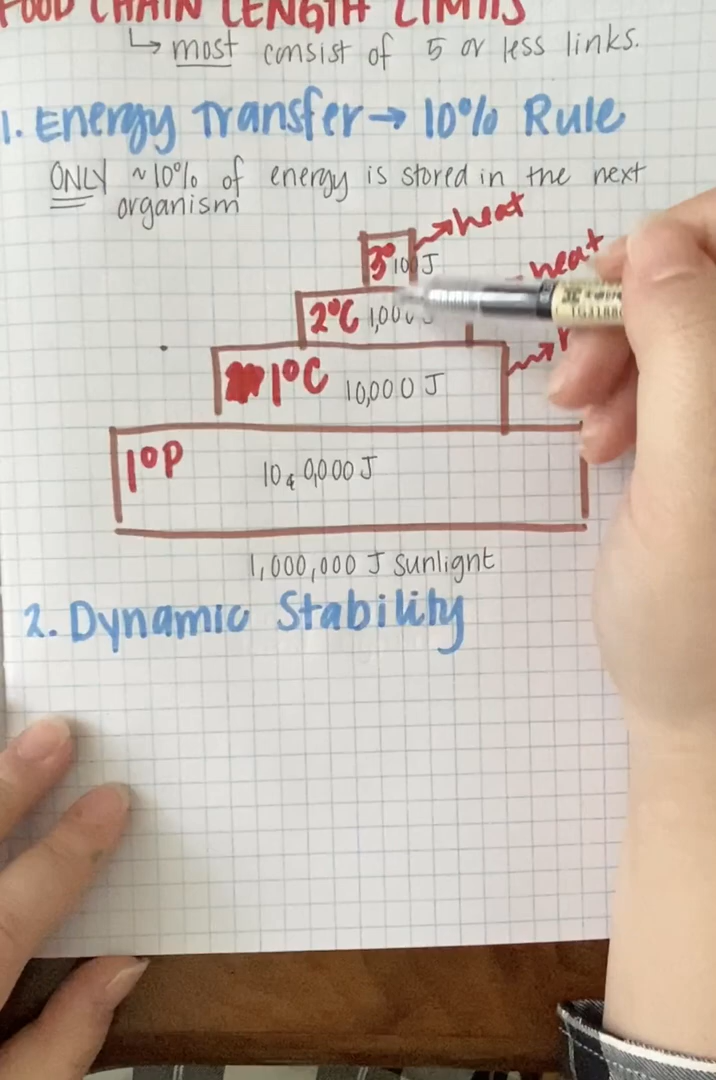 FOOD CHAIN LENGTH LIMITS
↳ most consist of 5 or less links.
1. Energy Transfer → 10% Rule
ONLY ~10% of energy is stored in the next
organism
heat
3° 100J
heat
2°C
1°C 10,000 J
1°P 100,000 J
1,000,000 J sunlight
2. Dynamic Stability